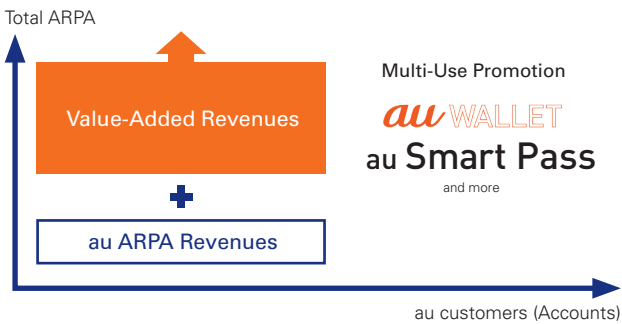 Total ARPA
Value-Added Revenues
+
au ARPA Revenues
Multi-Use Promotion
au WALLET
au Smart Pass
and more
au customers (Accounts)